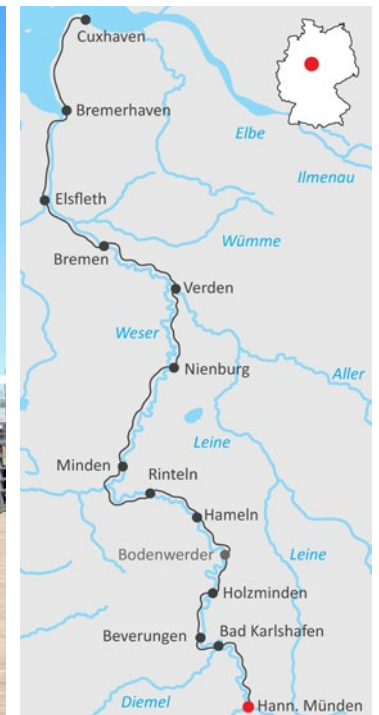 Cuxhaven
Elbe
Bremerhaven
Ilmenau
Elsfleth
Wümme
Bremen
Verden
Weser
Nienburg
Aller
Leine
Minden
Rinteln
Hameln
Bodenwerder
Leine
Holzminden
Beverungen
Bad Karlshafen
Diemel
Hann. Münden